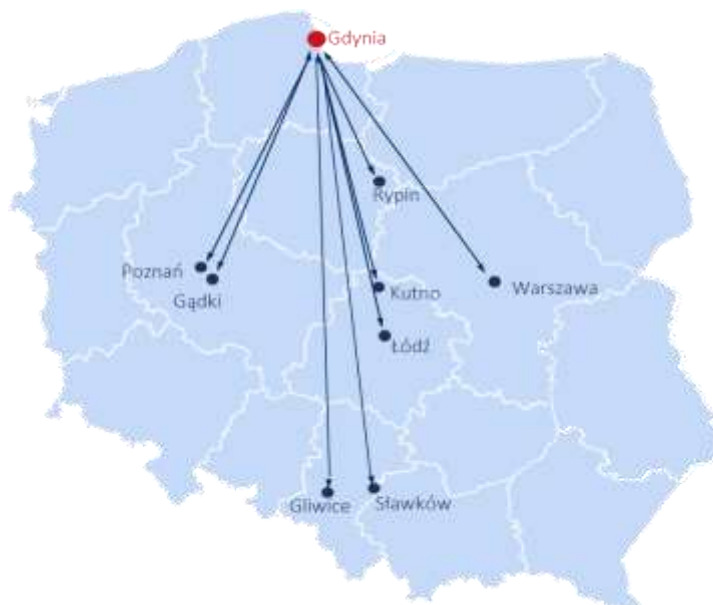 Gdynia
Rypin
Poznań
Gądki
Kutno
Warszawa
Łódź
Gliwice
Sławków